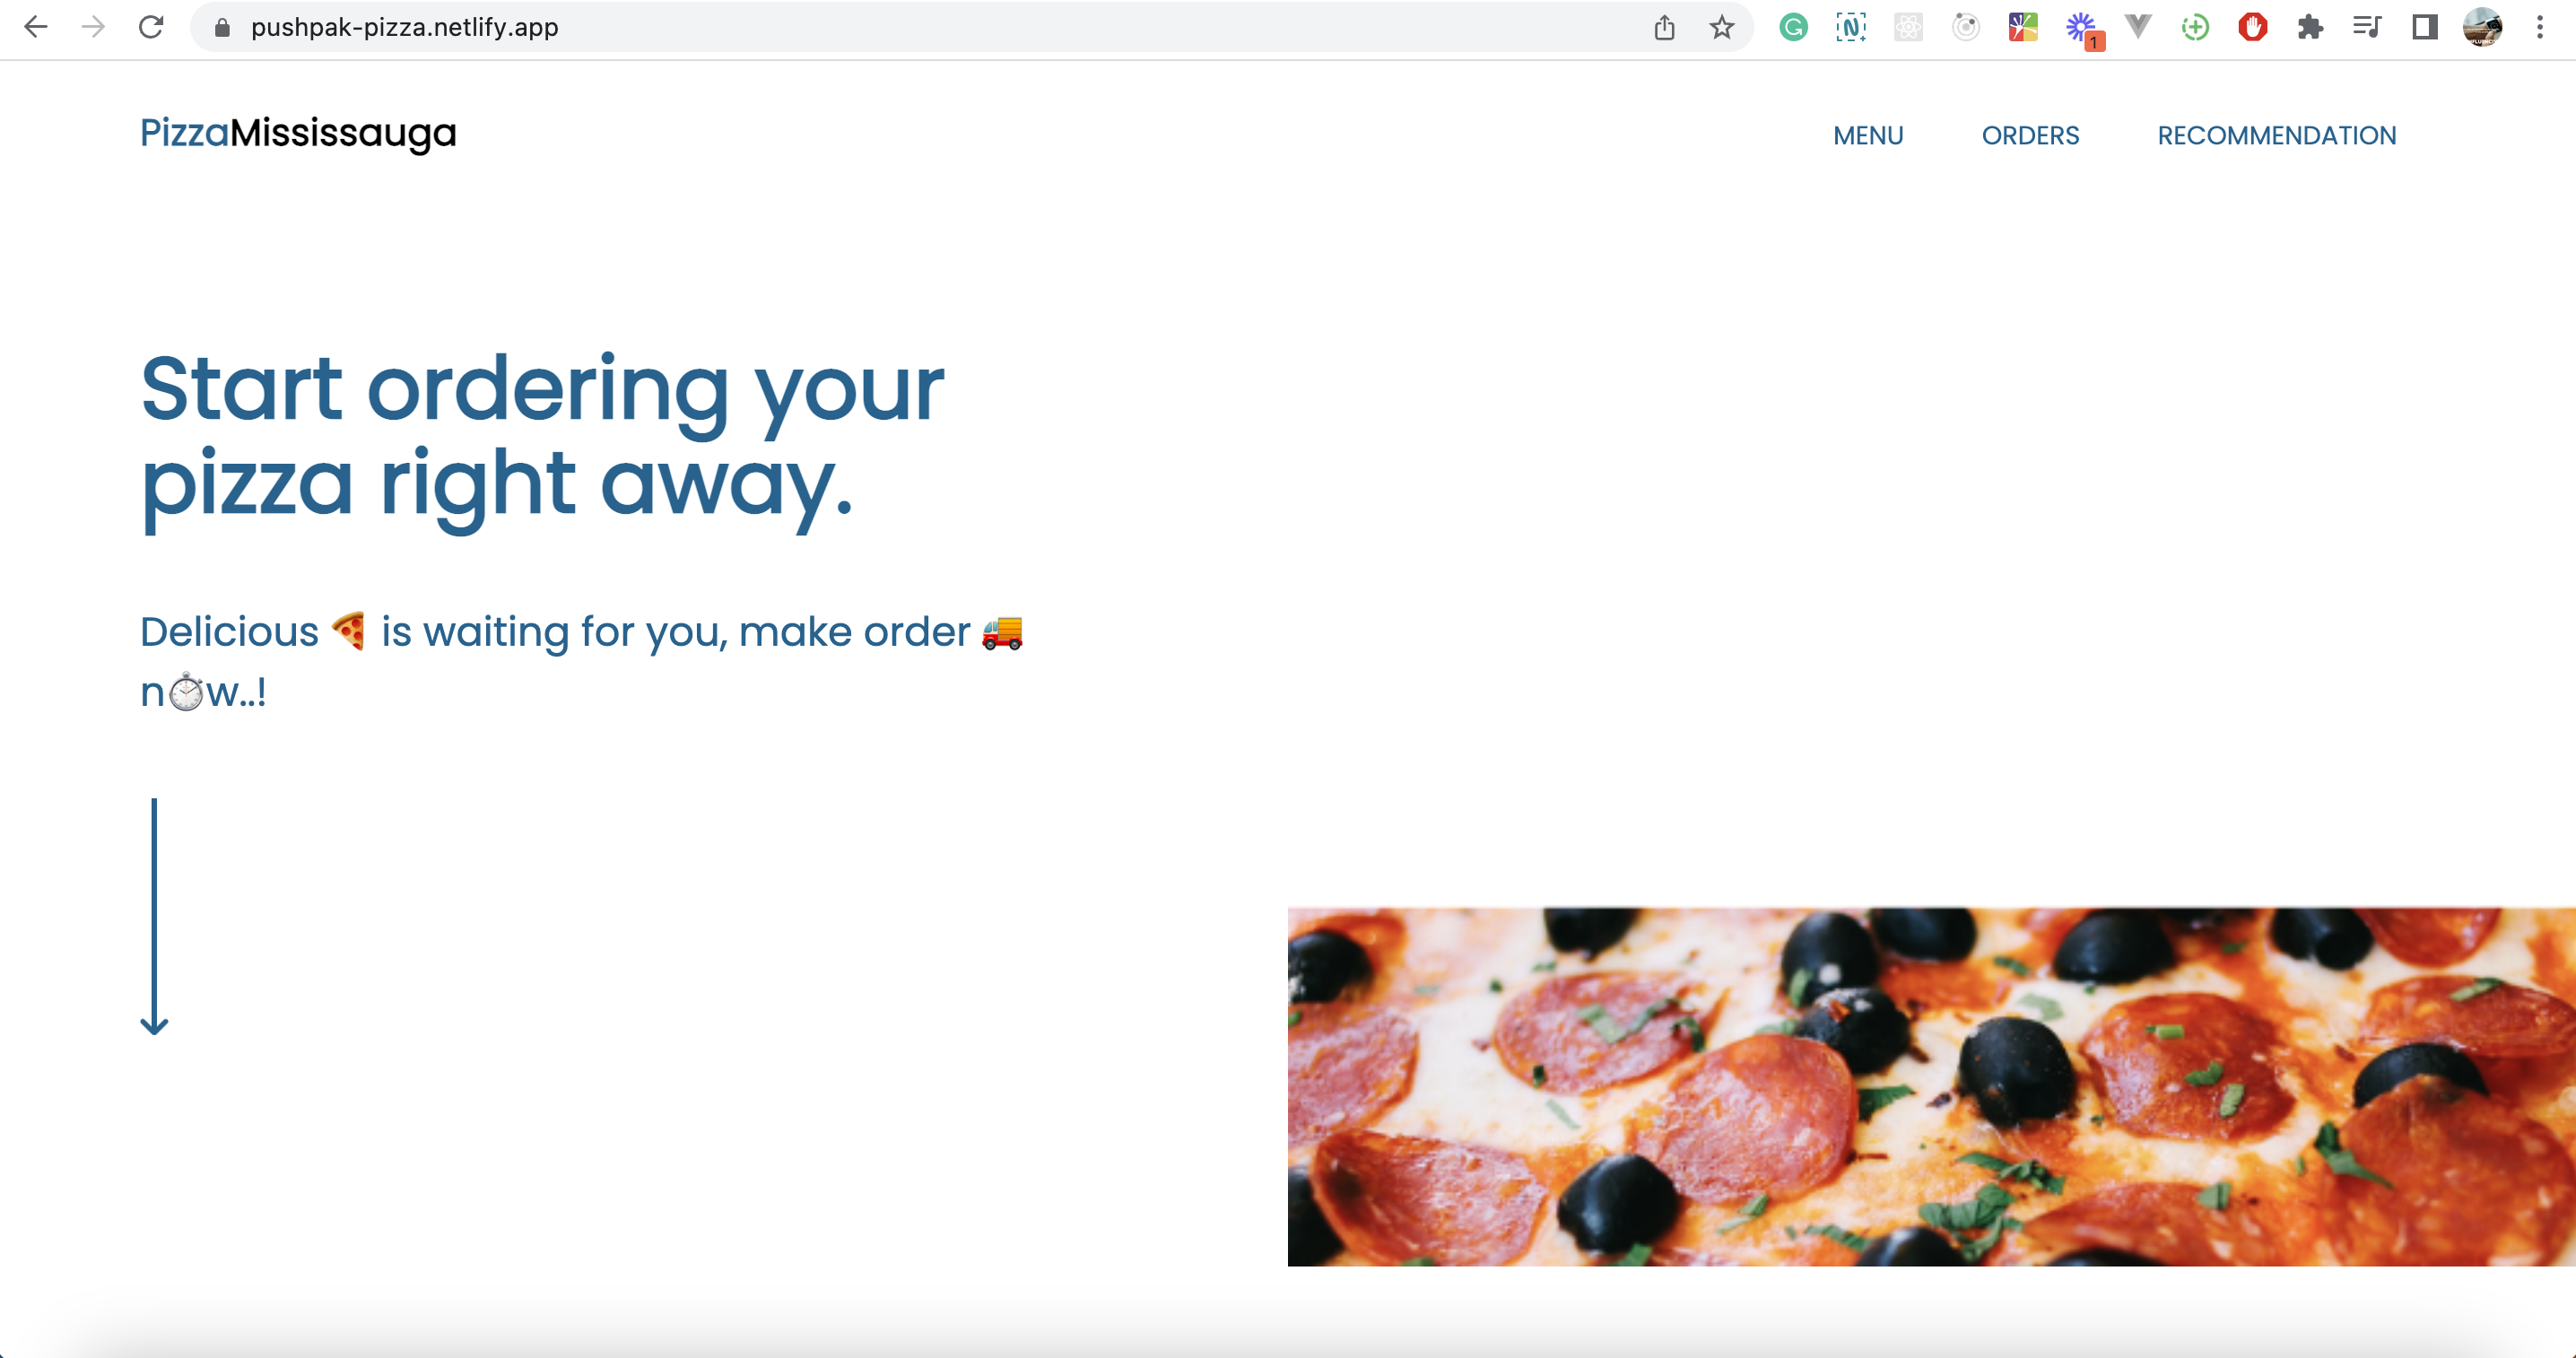 pushpak-pizza.netlify.app
1
PizzaMississauga
MENU ORDERS RECOMMENDATION
Start ordering your
pizza right away.
Delicious 🍕 is waiting for you, make order 🚚
n⏱️w..!